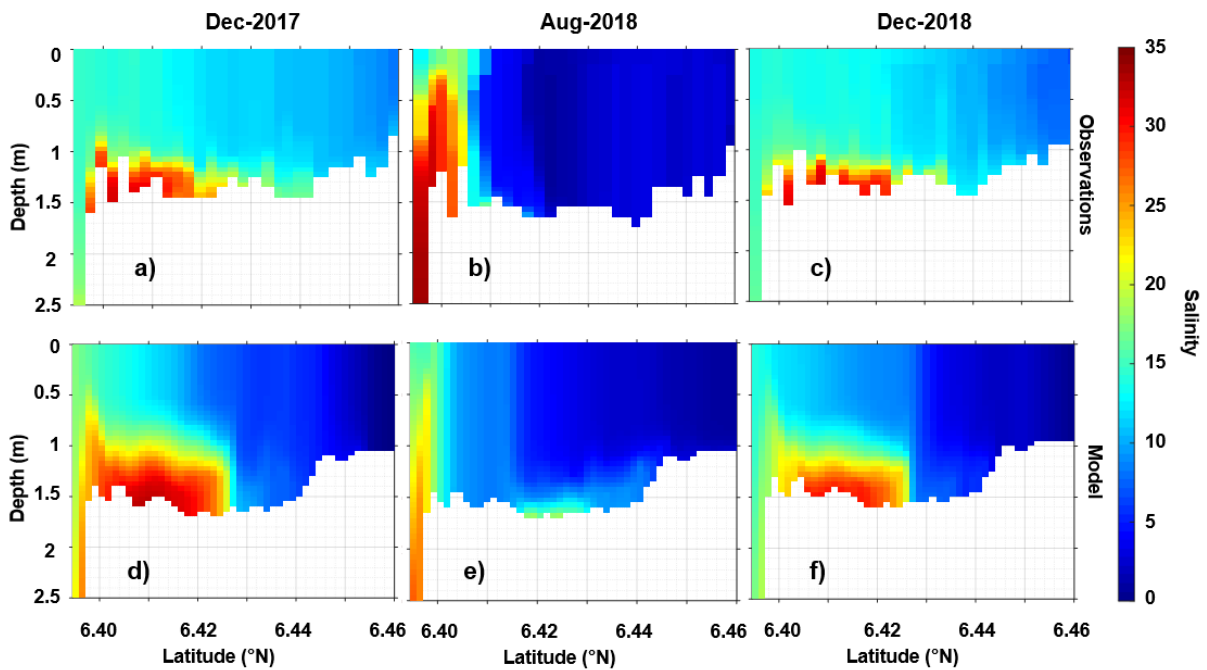 Dec-2017 Aug-2018 Dec-2018
0
0.5
1
1.5
2
2.5
Depth (m)
a)
b)
c)
Observations
0
0.5
1
1.5
2
2.5
Depth (m)
d)
e)
f)
Model
6.40 6.42 6.44 6.46
Latitude (°N)
6.40 6.42 6.44 6.46
Latitude (°N)
6.40 6.42 6.44 6.46
Latitude (°N)
35
30
25
20
15
10
5
0
Salinity